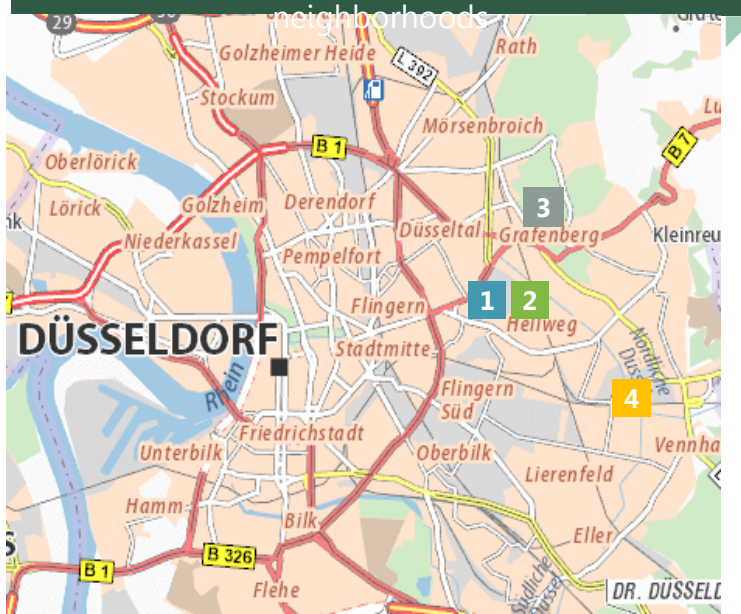 neighborhoods
29
Golzheimer Heide
Rath
L 392
Stockum
Mörsenbroich
B 1
B 7
Oberlörick
Lörick
Golzheim
Derendorf
3
Niederkassel
Düsseltal
Grafenberg
Kleinreu
Pempelfort
Flingern
1
2
Hellweg
DÜSSELDORF
Stadtmitte
Nördliche
Düssel
Rhein
Flingern
Süd
4
Friedrichstadt
Unterbilk
Oberbilk
Vennha
Lierenfeld
Hamm
Bilk
Eller
B 326
B 1
Flehe
DR. DÜSSELD